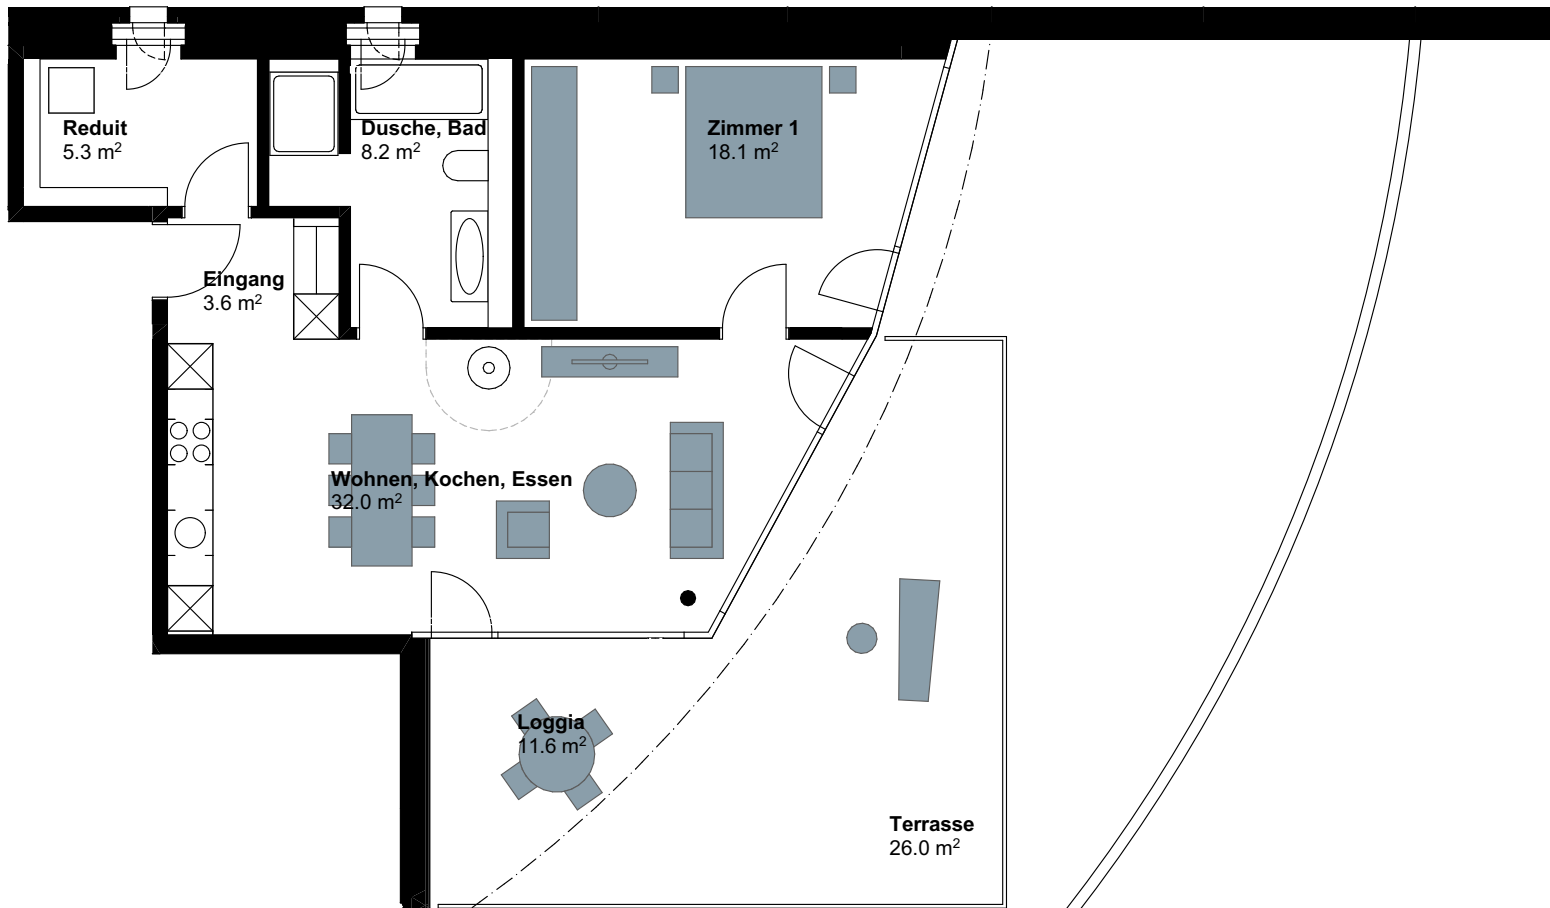 Reduit
5.3 m²
Dusche, Bad
8.2 m²
Zimmer 1
18.1 m²
Eingang
3.6 m²
Wohnen, Kochen, Essen
32.0 m²
Loggia
11.6 m²
Terrasse
26.0 m²